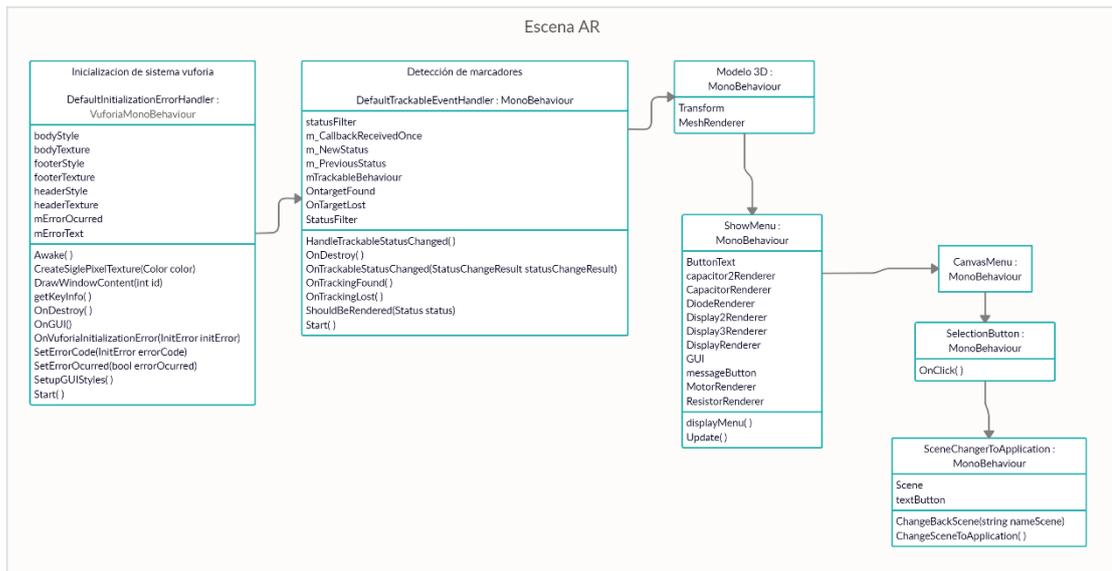 Escena AR
Inicializacion de sistema vuforia
DefaultInitializationErrorHandler :
VuforiaMonoBehaviour
bodyStyle
bodyTexture
footerStyle
footerTexture
headerStyle
headerTexture
mErrorOcurred
mErrorText
Awake( )
CreateSiglePixelTexture(Color color)
DrawWindowContent(int id)
getKeyInfo( )
OnDestroy( )
OnGUI()
OnVuforiaInitializationError(InitError initError)
SetErrorCode(InitError errorCode)
SetErrorOcurred(bool errorOcurred)
SetupGUIStyles( )
Start( )
Detección de marcadores
DefaultTrackableEventHandler : MonoBehaviour
statusFilter
m_CallbackReceivedOnce
m_NewStatus
m_PreviousStatus
mTrackableBehaviour
OntargetFound
OnTargetLost
StatusFilter
HandleTrackableStatusChanged( )
OnDestroy( )
OnTrackableStatusChanged(StatusChangeResult statusChangeResult)
OnTrackingFound( )
OnTrackingLost( )
ShouldBeRendered(Status status)
Start( )
Modelo 3D :
MonoBehaviour
Transform
MeshRenderer
ShowMenu :
MonoBehaviour
ButtonText
capacitor2Renderer
CapacitorRenderer
DiodeRenderer
Display2Renderer
Display3Renderer
DisplayRenderer
GUI
messageButton
MotorRenderer
ResistorRenderer
displayMenu( )
Update( )
CanvasMenu :
MonoBehaviour
SelectionButton :
MonoBehaviour
OnClick( )
SceneChangerToApplication :
MonoBehaviour
Scene
textButton
ChangeBackScene(string nameScene)
ChangeSceneToApplication( )